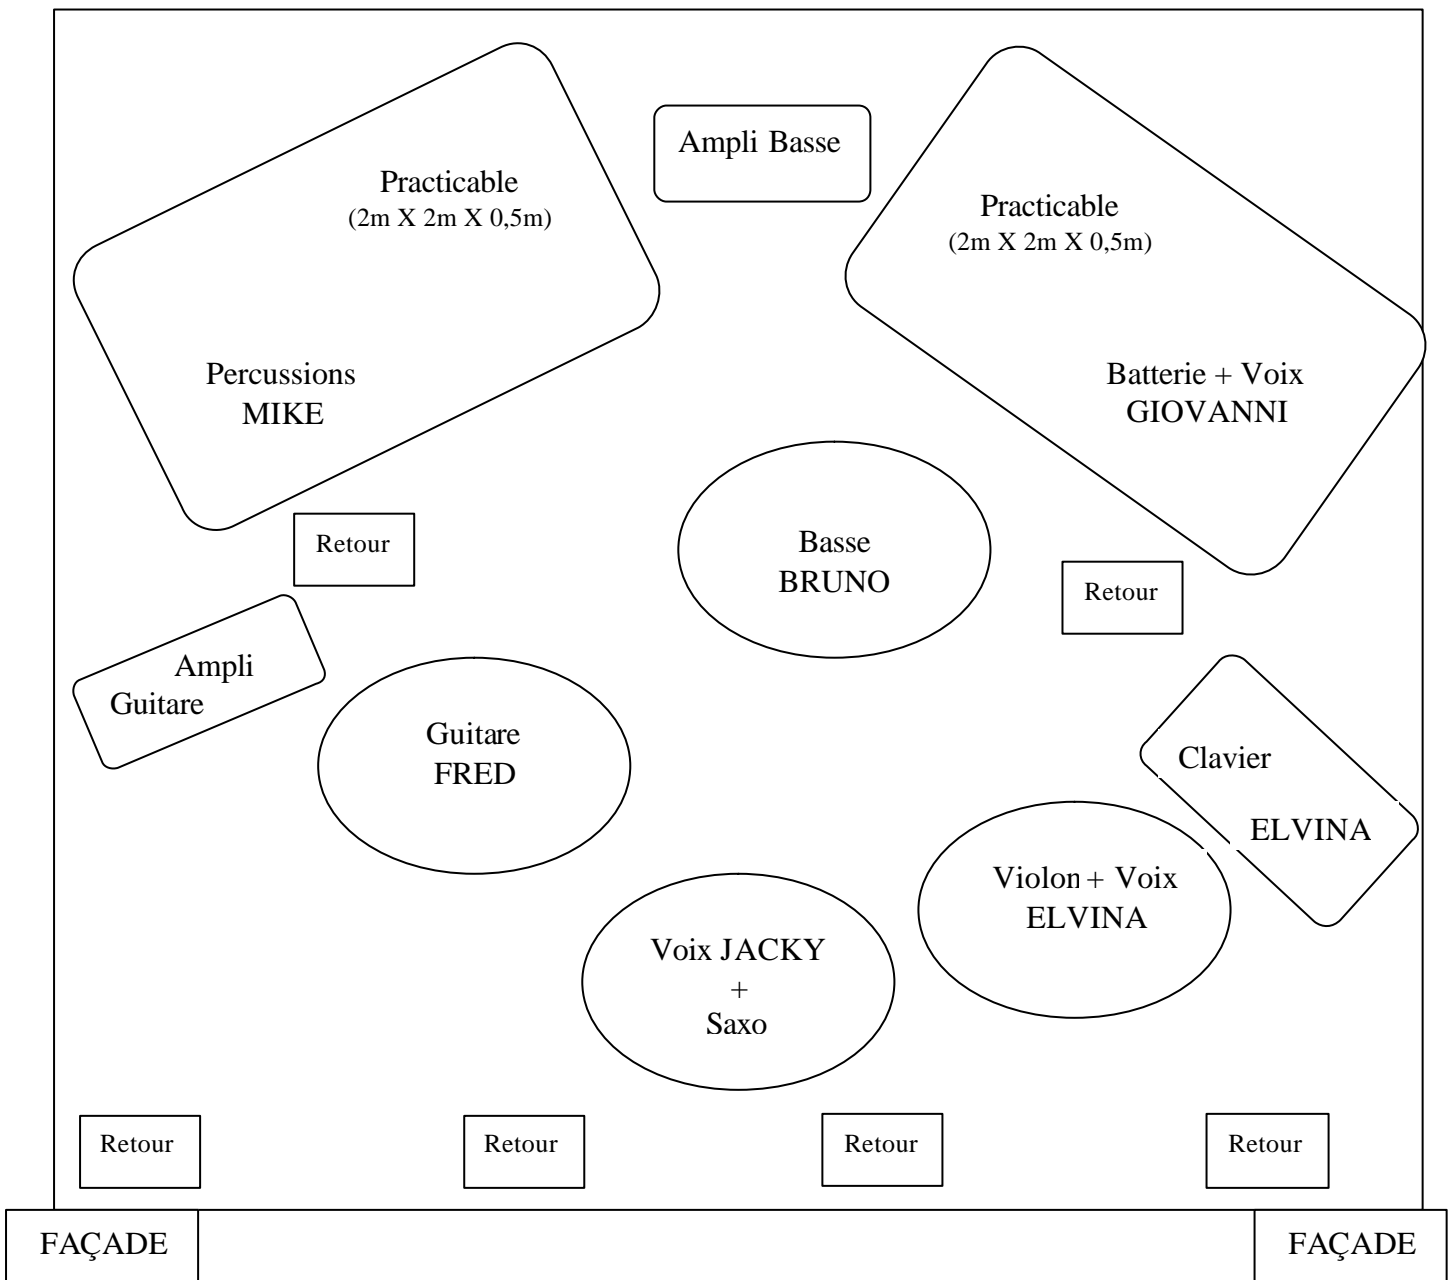 Ampli Basse
Practicable
(2m X 2m X 0,5m)
Practicable
(2m X 2m X 0,5m)
Percussions
MIKE
Batterie + Voix
GIOVANNI
Retour
Basse
BRUNO
Retour
Ampli
Guitare
Guitare
FRED
Clavier
ELVINA
Violon + Voix
ELVINA
Voix JACKY
+
Saxo
Retour
Retour
Retour
Retour
FAÇADE
FAÇADE